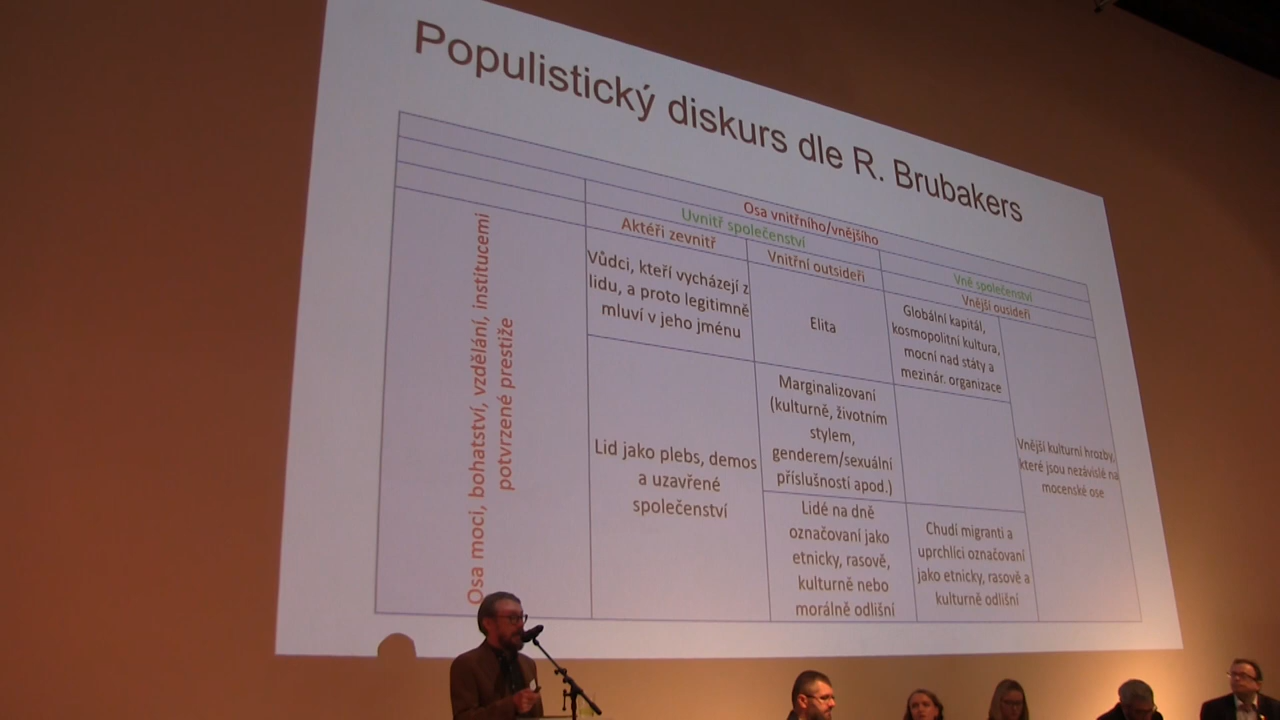 Populistický diskurs dle R. Brubakers
Osa vnitřního/vnějšího
Uvnitř společenství
Vně společenství
Aktéři zevnitř
Vnitřní outsideři
Vnější ousideři
Osa moci, bohatství, vzdělání, institucemi
potvrzené prestiže
Vůdci, kteří vycházejí z
lidu, a proto legitimně
mluví v jeho jménu
Elita
Globální kapitál,
kosmopolitní kultura,
mocní nad státy a
mezinár. organizace
Lid jako plebs, demos
a uzavřené
společenství
Marginalizovaní
(kulturně, životním
stylem,
genderem/sexuální
příslušností apod.)
Vnější kulturní hrozby,
které jsou nezávislé na
mocenské ose
Lidé na dně
označovaní jako
etnicky, rasově,
kulturně nebo
morálně odlišní
Chudí migranti a
uprchlíci označovaní
jako etnicky, rasově a
kulturně odlišní